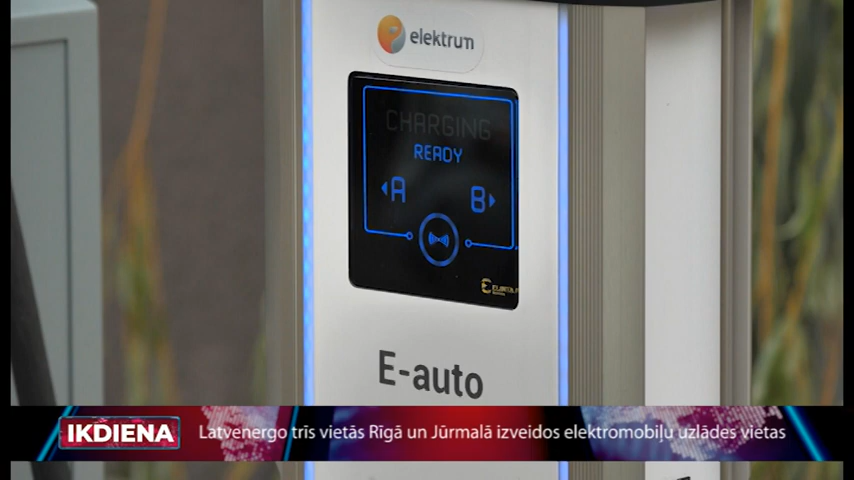 elektrum
CHARGING
READY
A
B
E-auto
IKDIENA
Latvenergo trīs vietās Rīgā un Jūrmalā izveidos elektromobiļu uzlādes vietas